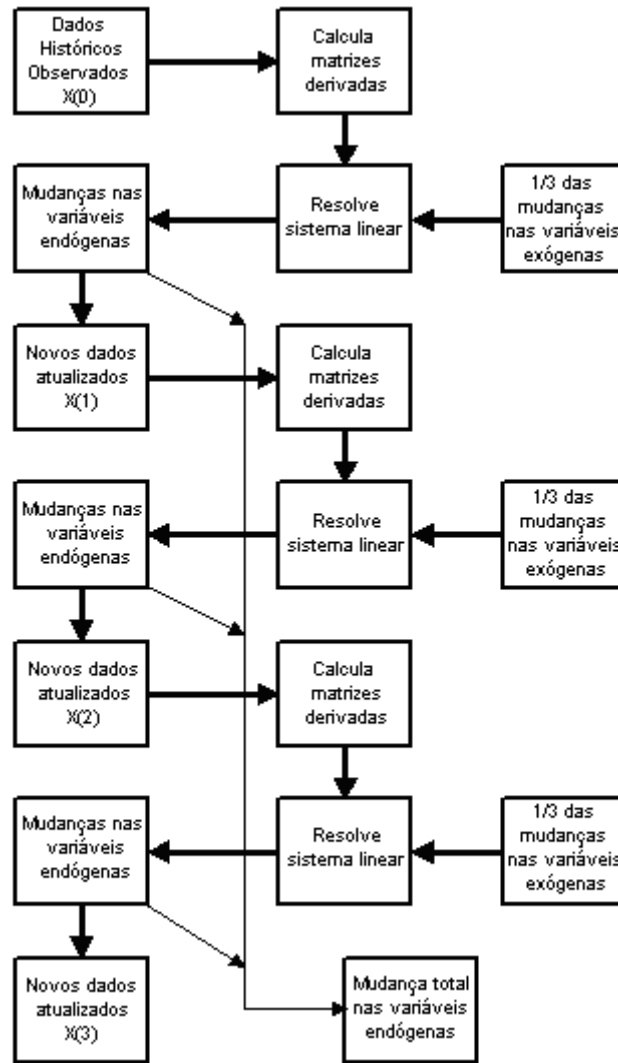 Dados
Históricos
Observados
X(0)
Calcula
matrizes
derivadas
Mudanças nas
variáveis
endógenas
Resolve
sistema linear
1/3 das
mudanças
nas variáveis
exógenas
Novos dados
atualizados
X(1)
Calcula
matrizes
derivadas
Mudanças nas
variáveis
endógenas
Resolve
sistema linear
1/3 das
mudanças
nas variáveis
exógenas
Novos dados
atualizados
X(2)
Calcula
matrizes
derivadas
Mudanças nas
variáveis
endógenas
Resolve
sistema linear
1/3 das
mudanças
nas variáveis
exógenas
Novos dados
atualizados
X(3)
Mudança total
nas variáveis
endógenas